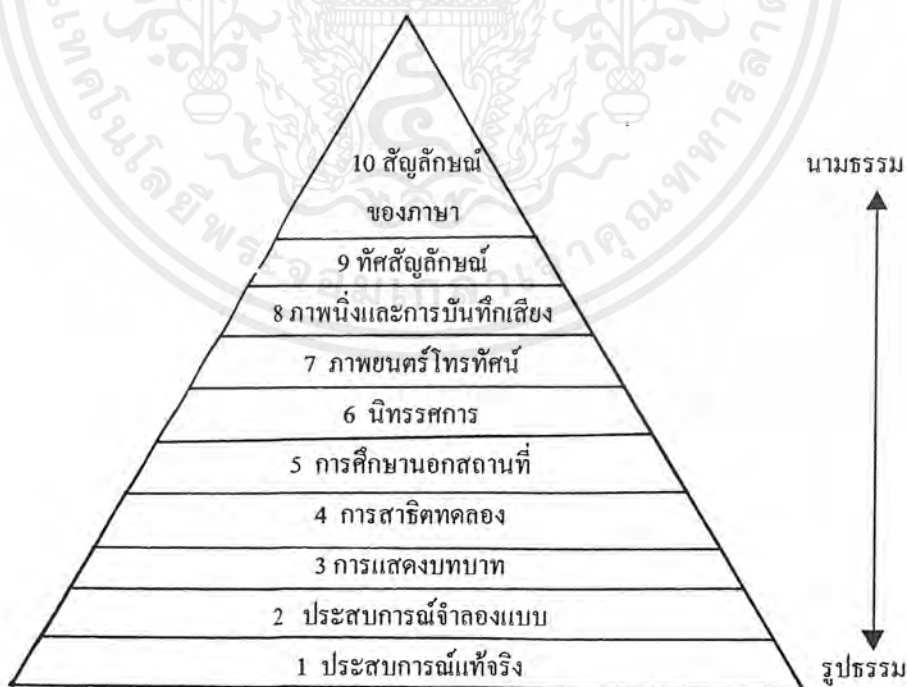 10 สัญลักษณ์
ของภาษา
9 ทัศสัญลักษณ์
8 ภาพนิ่งและการบันทึกเสียง
7 ภาพยนตร์โทรทัศน์
6 นิทรรศการ
5 การศึกษานอกสถานที่
4 การสาธิตทดลอง
3 การแสดงบทบาท
2 ประสบการณ์จำลองแบบ
1 ประสบการณ์แท้จริง
นามธรรม
รูปธรรม